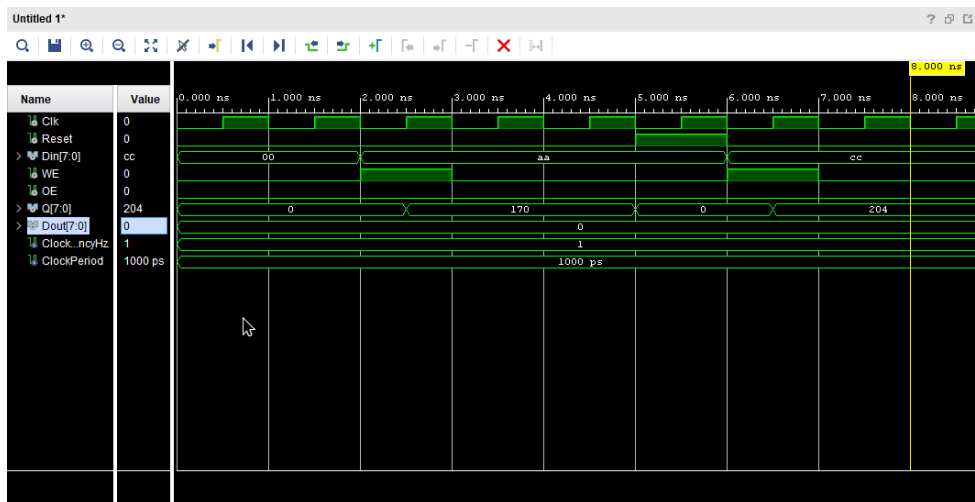 Untitled 1*
?
8.000 ns
Name Value 0.000 ns 1.000 ns 2.000 ns 3.000 ns 4.000 ns 5.000 ns 6.000 ns 7.000 ns 8.000 ns
Clk 0
Reset 0
Din[7:0] cc 00 aa cc
WE 0
OE 0
Q[7:0] 204 0 170 0 204
Dout[7:0] 0 0
Clock...ncyHz 1 1
ClockPeriod 1000 ps 1000 ps